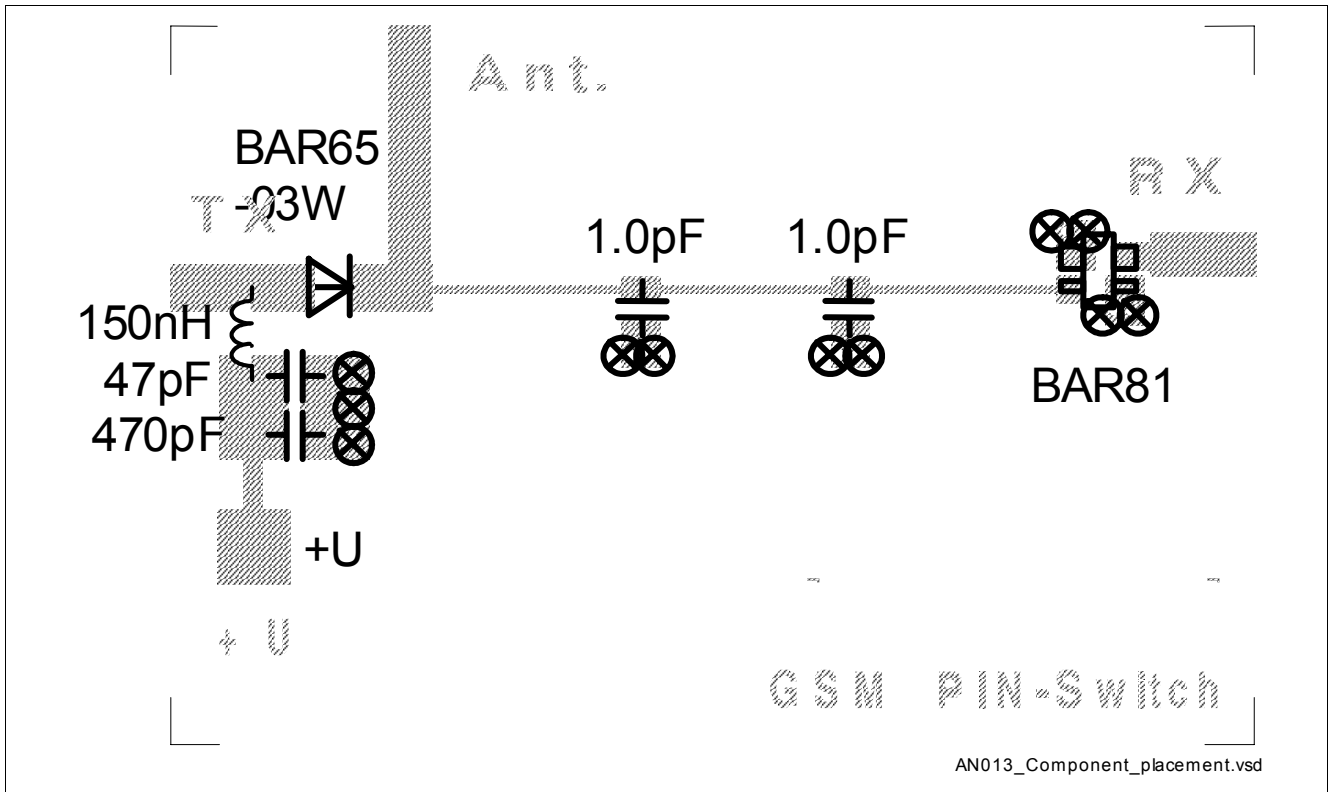 Ant.
BAR65
-03W
TX
RX
1.0pF
1.0pF
150nH
47pF
470pF
BAR81
+U
+ U
GSM PIN-Switch
AN013_Component_placement.vsd